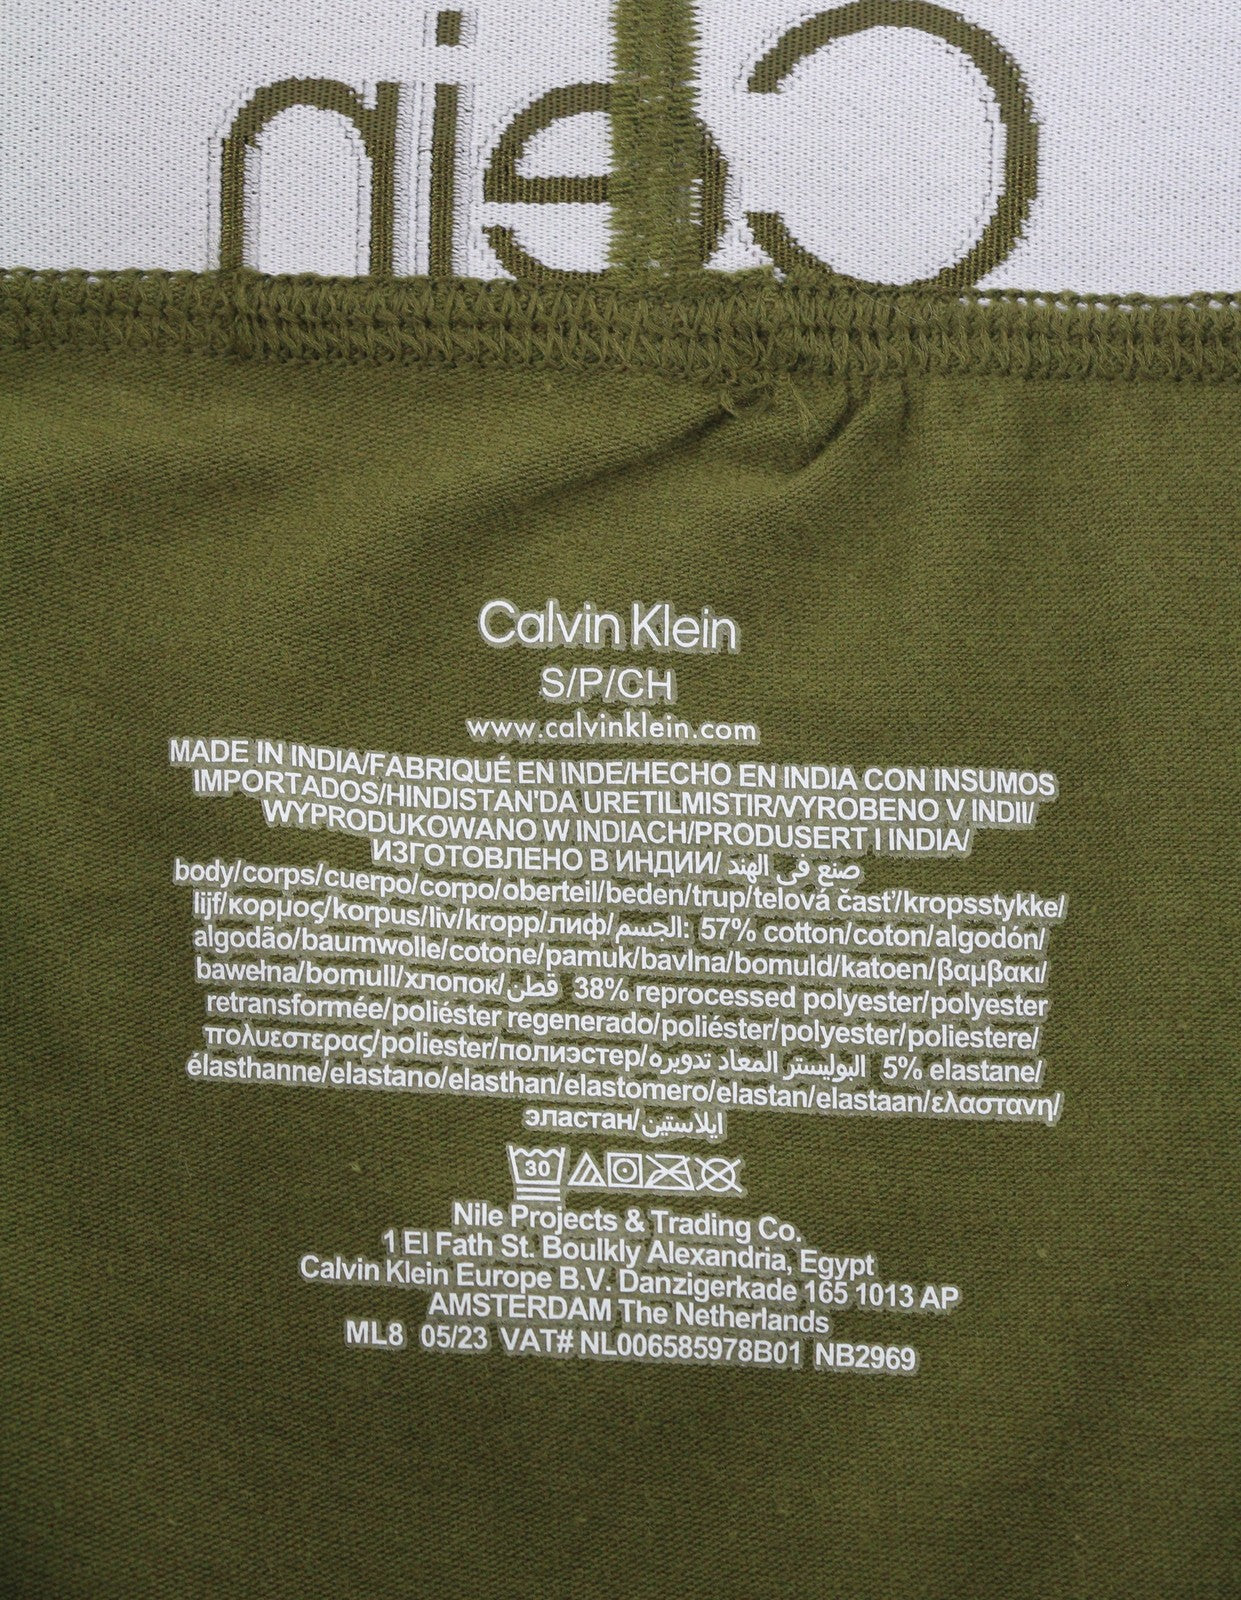 Klein C
Calvin Klein
S/P/CH
www.calvinklein.com
MADE IN INDIA/FABRIQUÉ EN INDE/HECHO EN INDIA CON INSUMOS
IMPORTADOS/HINDISTAN'DA URETILMISTIR/VYROBENO V INDII/
WYPRODUKOWANO W INDIACH/PRODUSERT I INDIA/
ИЗГОТОВЛЕНО В ИНДИИ/ صنع في الهند
body/corps/cuerpo/corpo/oberteil/beden/trup/telová časť/kropsstykke/
lijf/κορμος/korpus/liv/kropp/лиф/الجسم: 57% cotton/coton/algodón/
algodão/baumwolle/cotone/pamuk/bavlna/bomuld/katoen/βαμβακι/
bawełna/bomull/хлопок/قطن 38% reprocessed polyester/polyester
retransformée/poliéster regenerado/poliéster/polyester/poliestere/
πολυεστερας/poliester/полиэстер/البوليستر المعاد تدويره 5% elastane/
élasthanne/elastano/elasthan/elastomero/elastan/elastaan/ελαστανη/
эластан/ايلاستين
30
Nile Projects & Trading Co.
1 El Fath St. Boulkly Alexandria, Egypt
Calvin Klein Europe B.V. Danzigerkade 165 1013 AP
AMSTERDAM The Netherlands
ML8 05/23 VAT# NL006585978B01 NB2969